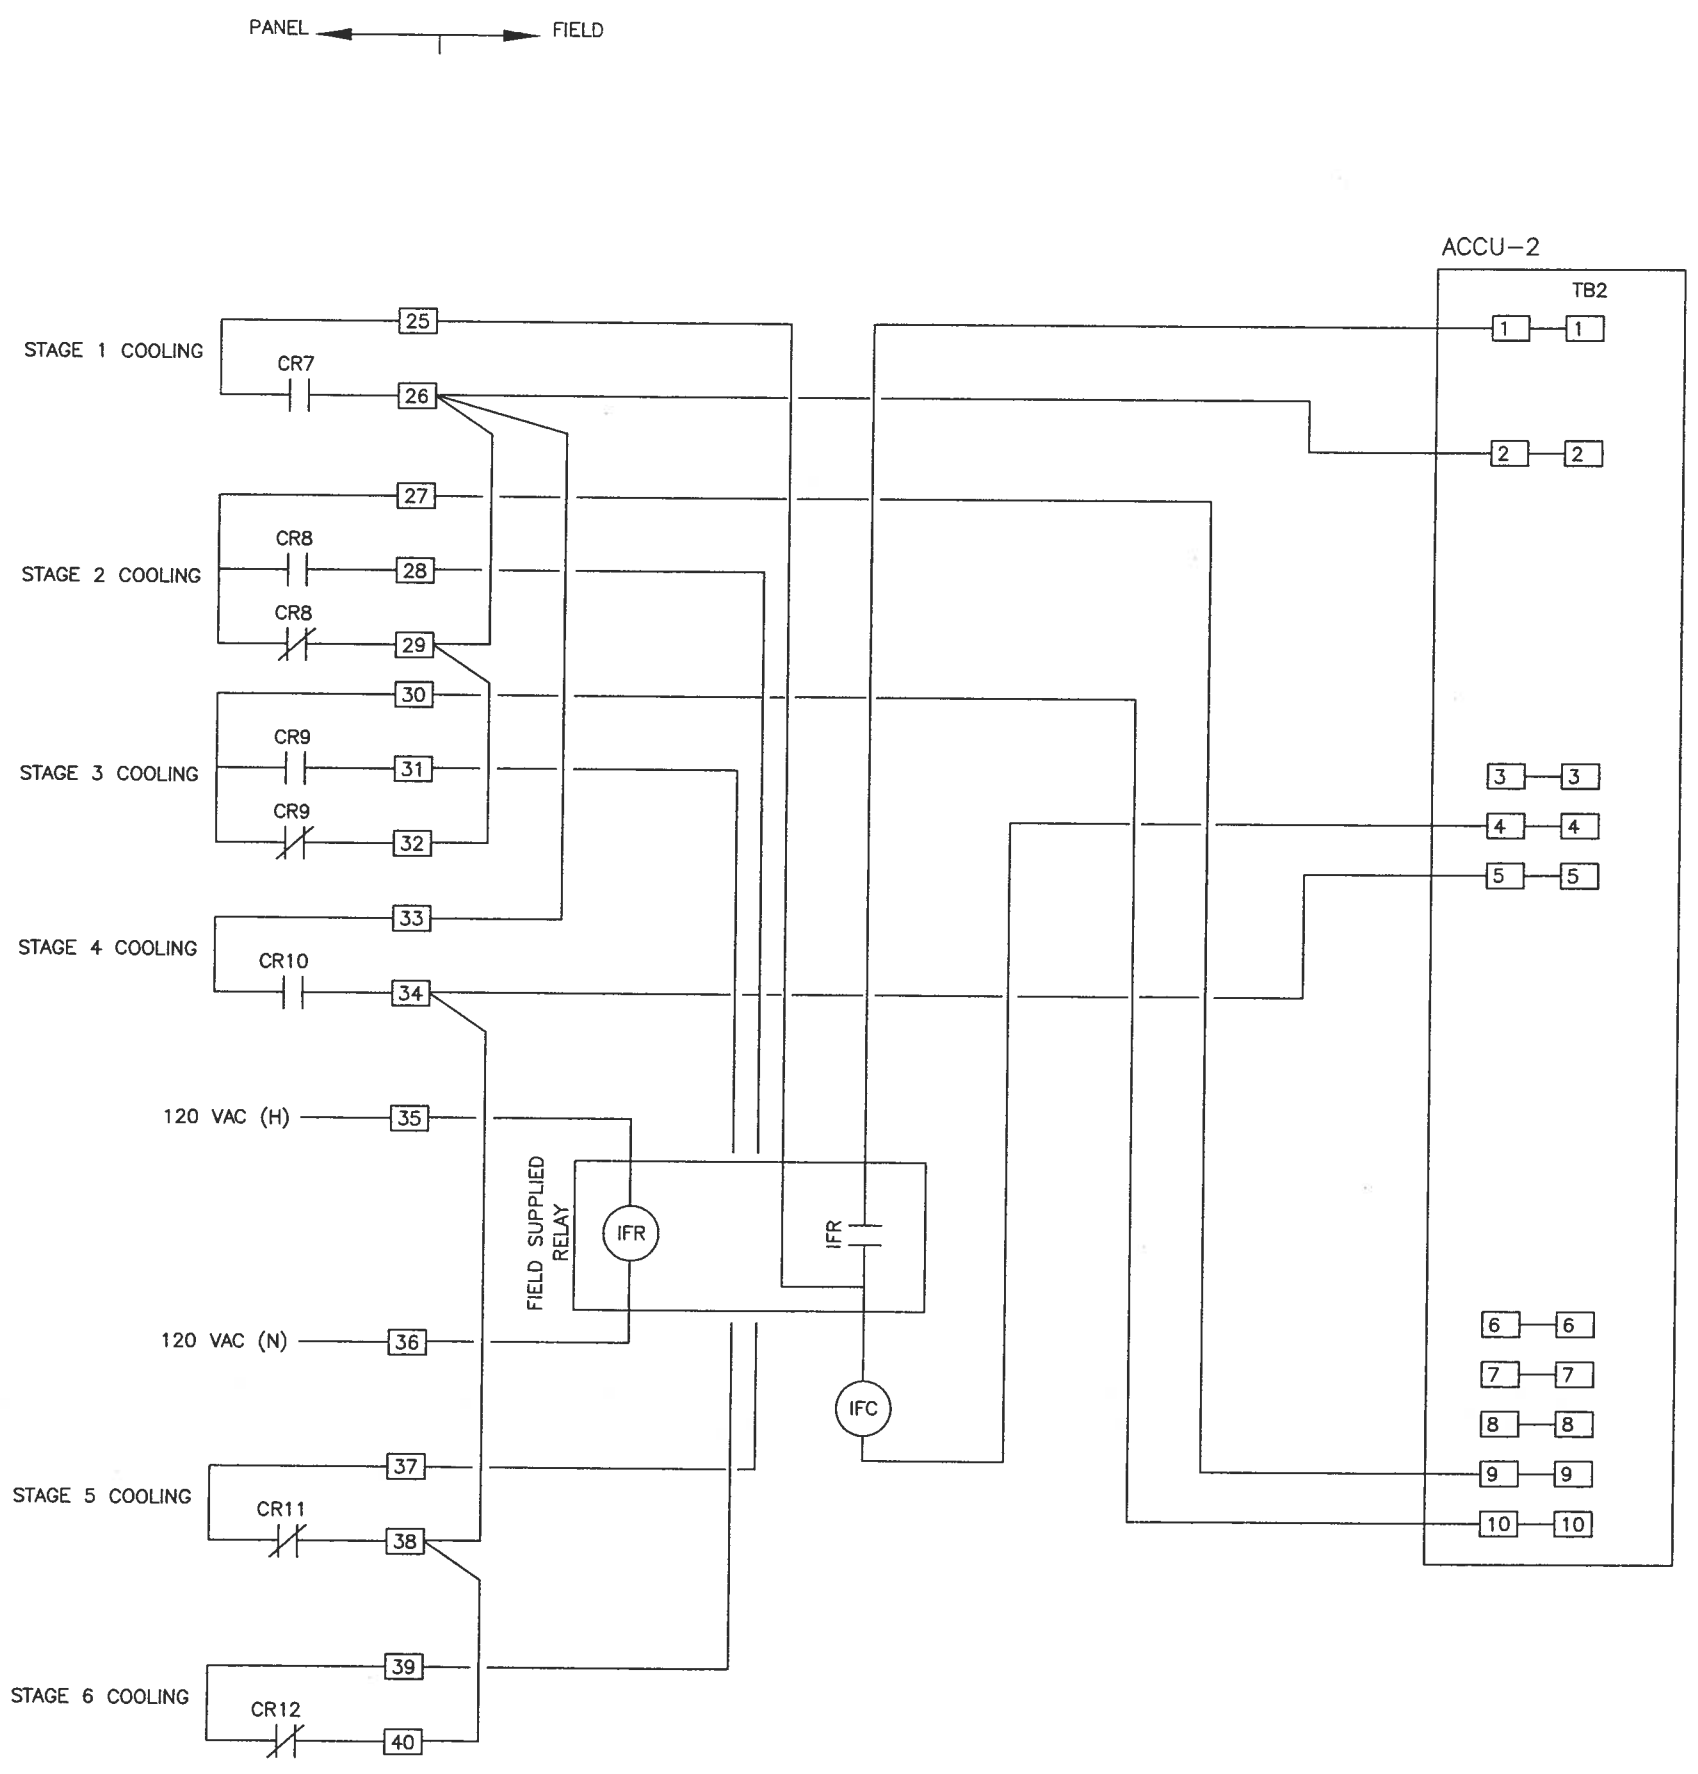 PANEL
FIELD
ACCU-2
TB2
25
1
1
STAGE 1 COOLING
CR7
26
2
2
27
CR8
STAGE 2 COOLING
28
CR8
29
30
CR9
STAGE 3 COOLING
31
3
3
CR9
32
4
4
5
5
33
STAGE 4 COOLING
CR10
34
120 VAC (H)
35
FIELD SUPPLIED
RELAY
IFR
IFR
120 VAC (N)
36
6
6
7
7
IFC
8
8
37
9
9
STAGE 5 COOLING
CR11
38
10
10
39
STAGE 6 COOLING
CR12
40